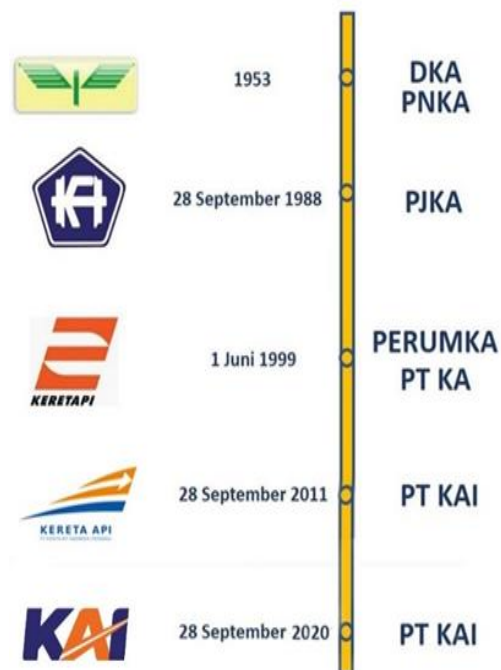 1953
DKA
PNKA
KA
28 September 1988
PJKA
KERETAPI
1 Juni 1999
PERUMKA
PT KA
KERETA API
28 September 2011
PT KAI
KAI
28 September 2020
PT KAI